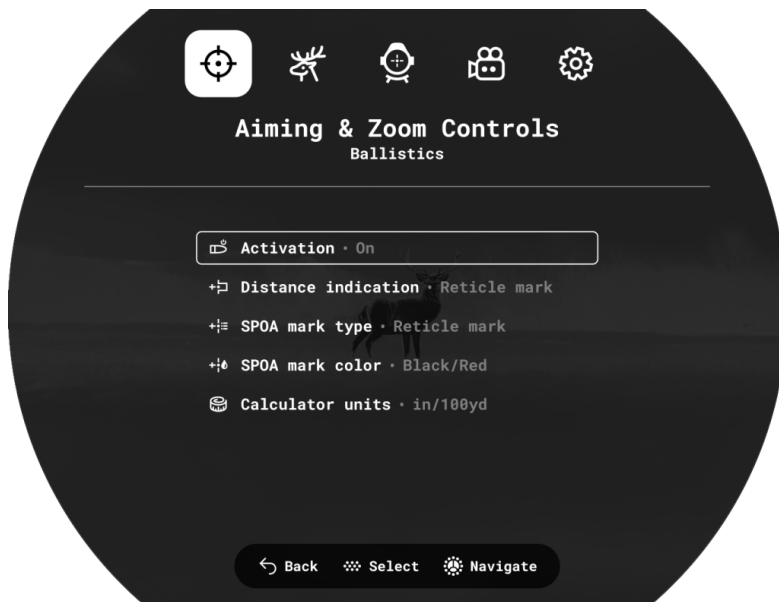 Aiming & Zoom Controls
Ballistics
Activation · On
Distance indication · Reticle mark
SPOA mark type · Reticle mark
SPOA mark color · Black/Red
Calculator units · in/100yd
Back Select Navigate